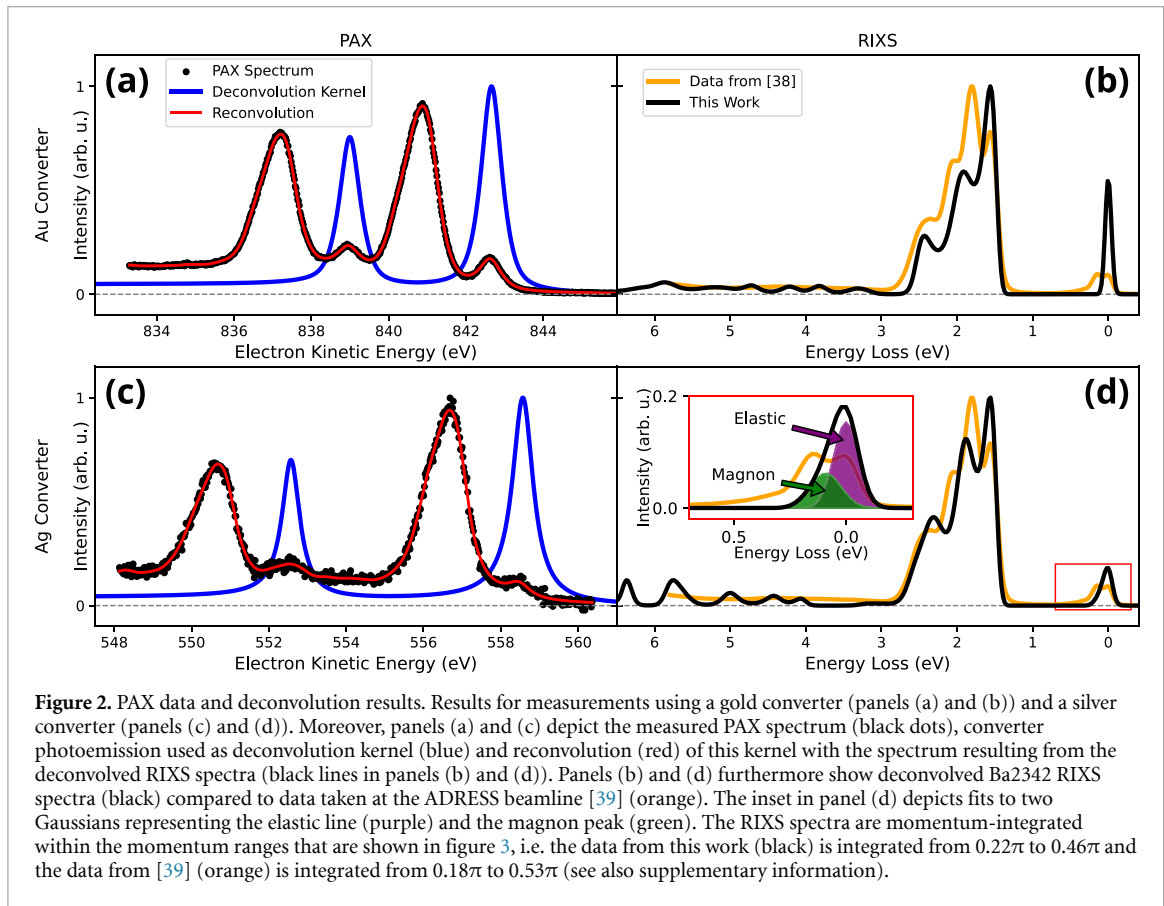 PAX
RIXS
(a)
PAX Spectrum
Deconvolution Kernel
Reconvolution
Au Converter
Intensity (arb. u.)
1
0
834 836 838 840 842 844
Electron Kinetic Energy (eV)
(b)
Data from [38]
This Work
6 5 4 3 2 1 0
Energy Loss (eV)
(c)
Ag Converter
Intensity (arb. u.)
1
0
548 550 552 554 556 558 560
Electron Kinetic Energy (eV)
(d)
Intensity (arb. u.)
0.2
0.0
Elastic
Magnon
0.5 0.0
Energy Loss (eV)
6 5 4 3 2 1 0
Energy Loss (eV)
Figure 2. PAX data and deconvolution results. Results for measurements using a gold converter (panels (a) and (b)) and a silver
converter (panels (c) and (d)). Moreover, panels (a) and (c) depict the measured PAX spectrum (black dots), converter
photoemission used as deconvolution kernel (blue) and reconvolution (red) of this kernel with the spectrum resulting from the
deconvolved RIXS spectra (black lines in panels (b) and (d)). Panels (b) and (d) furthermore show deconvolved Ba2342 RIXS
spectra (black) compared to data taken at the ADRESS beamline [39] (orange). The inset in panel (d) depicts fits to two
Gaussians representing the elastic line (purple) and the magnon peak (green). The RIXS spectra are momentum-integrated
within the momentum ranges that are shown in figure 3, i.e. the data from this work (black) is integrated from 0.22π to 0.46π and
the data from [39] (orange) is integrated from 0.18π to 0.53π (see also supplementary information).